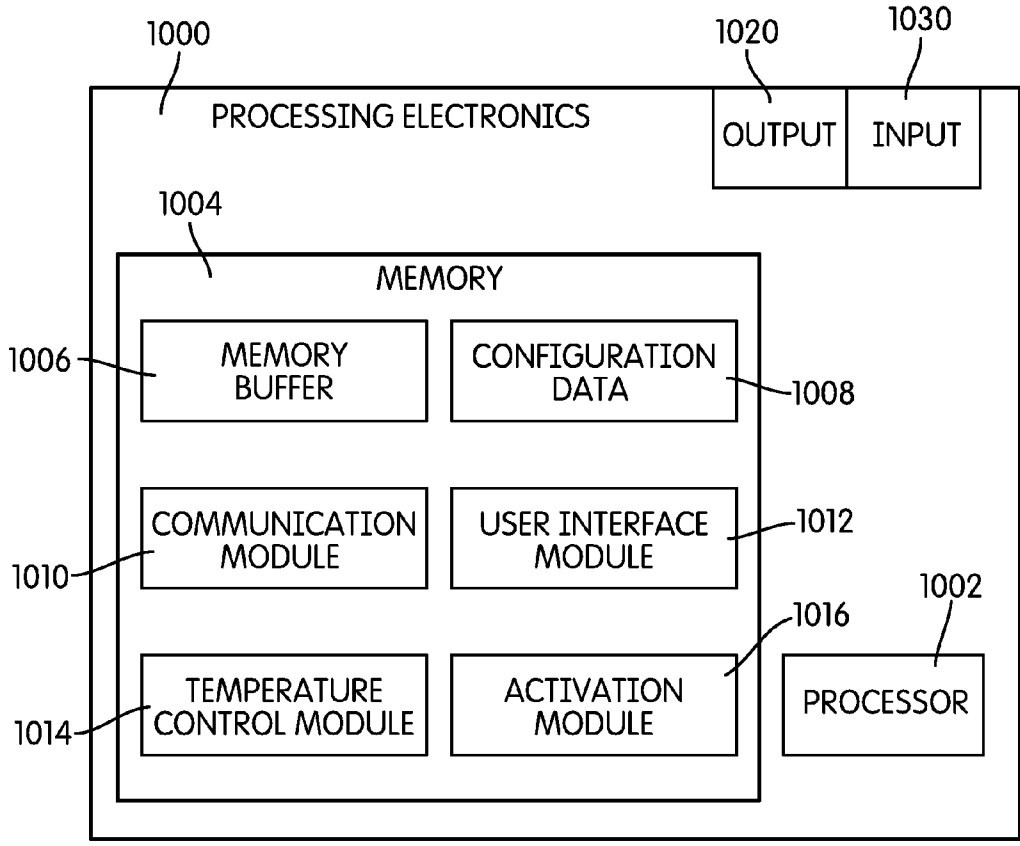 1000
1020
1030
PROCESSING ELECTRONICS
OUTPUT
INPUT
1004
MEMORY
1006
MEMORY
BUFFER
CONFIGURATION
DATA
1008
COMMUNICATION
MODULE
1010
USER INTERFACE
MODULE
1012
1002
1016
TEMPERATURE
CONTROL MODULE
1014
ACTIVATION
MODULE
PROCESSOR